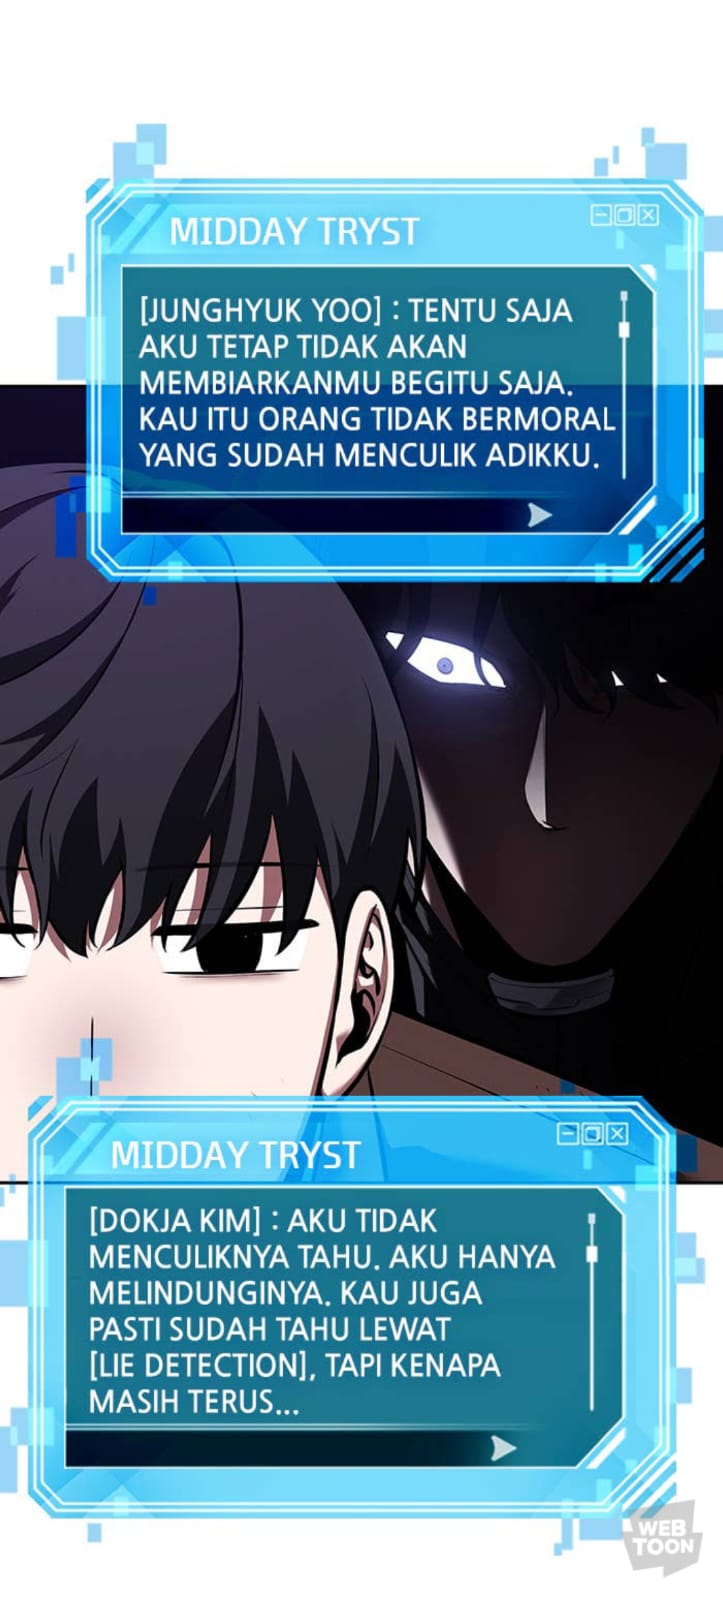 MIDDAY TRYST
[JUNGHYUK YOO] : TENTU SAJA
AKU TETAP TIDAK AKAN
MEMBIARKANMU BEGITU SAJA.
KAU ITU ORANG TIDAK BERMORAL
YANG SUDAH MENCULIK ADIKKU.
MIDDAY TRYST
[DOKJA KIM] : AKU TIDAK
MENCULIKNYA TAHU. AKU HANYA
MELINDUNGINYA. KAU JUGA
PASTI SUDAH TAHU LEWAT
[LIE DETECTION], TAPI KENAPA
MASIH TERUS...
WEB
TOON